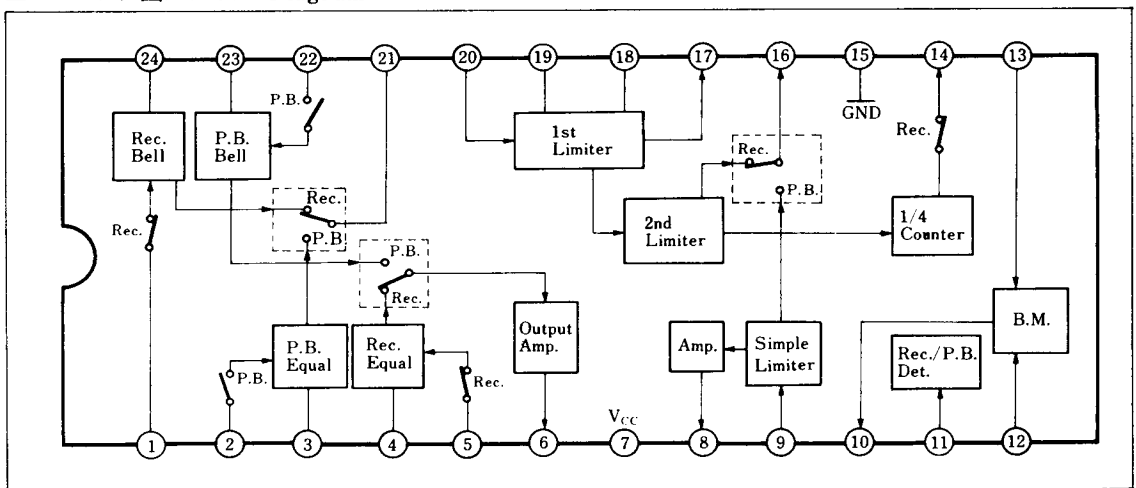 24 23 22 21 20 19 18 17 16 15 14 13
P.B.
GND
Rec. Bell
P.B. Bell
1st Limiter
Rec.
Rec.
Rec.
P.B.
Rec.
P.B.
2nd Limiter
1/4 Counter
P.B.
Rec.
B.M.
Output Amp.
P.B. Equal
Rec. Equal
Amp.
Simple Limiter
Rec./P.B. Det.
P.B.
Rec.
VCC
1 2 3 4 5 6 7 8 9 10 11 12